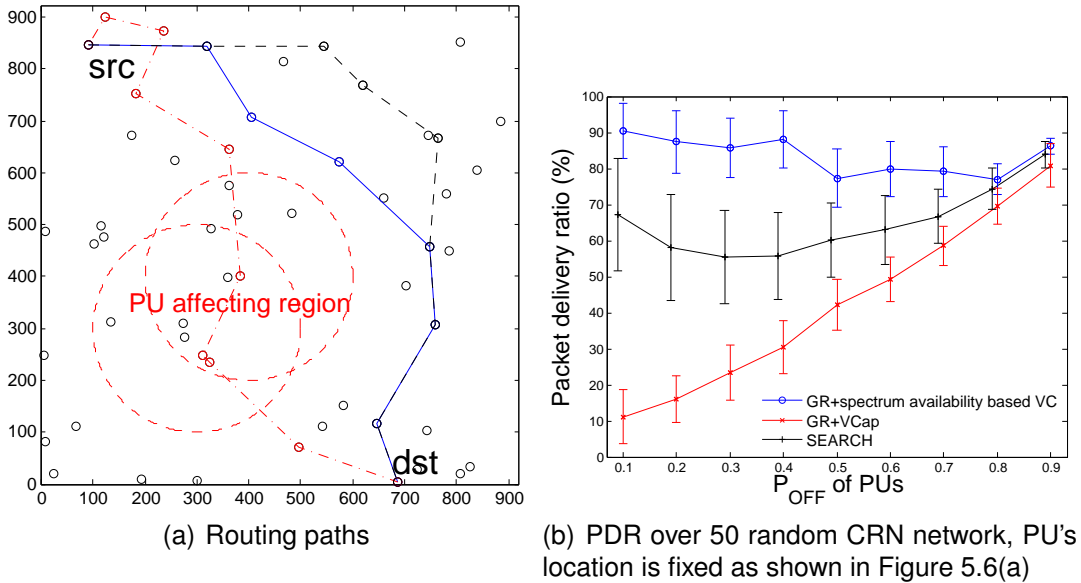 900
800
700
600
500
400
300
200
100
0
src
PU affecting region
dst
0 100 200 300 400 500 600 700 800 900
(a) Routing paths
100
90
80
70
60
50
40
30
20
10
0
Packet delivery ratio (%)
GR+spectrum availability based VC
GR+VCap
SEARCH
0.1 0.2 0.3 0.4 0.5 0.6 0.7 0.8 0.9
P_OFF of PUs
(b) PDR over 50 random CRN network, PU's
location is fixed as shown in Figure 5.6(a)